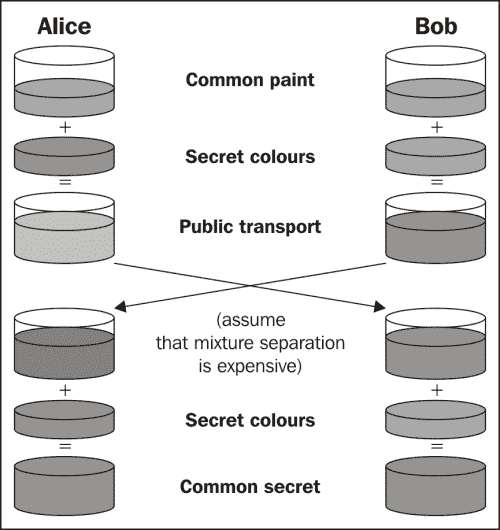 Alice
Bob
Common paint
+
+
Secret colours
=
=
Public transport
(assume
that mixture separation
is expensive)
+
+
Secret colours
=
=
Common secret